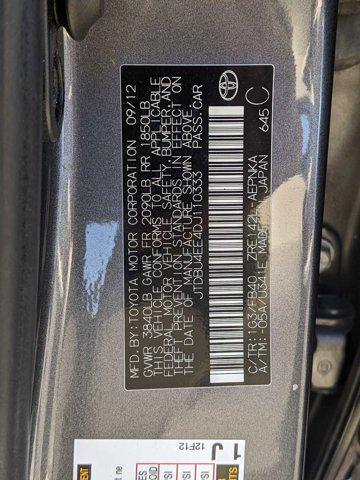 MFD. BY:TOYOTA MOTOR CORPORATION 09/12
GVWR 3840LB GAWR FR 2090LB RR 1850LB
THIS VEHICLE CONFORMS TO ALL APPLICABLE
FEDERAL MOTOR VEHICLE SAFETY, BUMPER, AND
THEFT PREVENTION STANDARDS IN EFFECT ON
THE DATE OF MANUFACTURE SHOWN ABOVE.
JTDBU4EE4DJ110333 PASS.CAR
C/TR:1G3/FB40 ZRE142L-AEPNKA
A/TM:-05A/U341E MADE IN JAPAN
645 C
1J
12F12